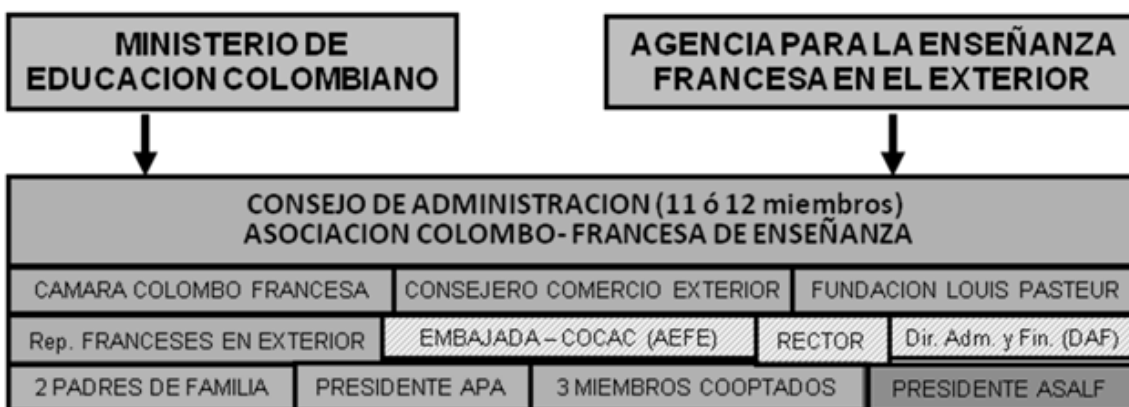 MINISTERIO DE
EDUCACION COLOMBIANO
AGENCIA PARA LA ENSEÑANZA
FRANCESA EN EL EXTERIOR
CONSEJO DE ADMINISTRACION (11 ó 12 miembros)
ASOCIACION COLOMBO- FRANCESA DE ENSEÑANZA
CAMARA COLOMBO FRANCESA
CONSEJERO COMERCIO EXTERIOR
FUNDACION LOUIS PASTEUR
Rep. FRANCESES EN EXTERIOR
EMBAJADA – COCAC (AEFE)
RECTOR
Dir. Adm. y Fin. (DAF)
2 PADRES DE FAMILIA
PRESIDENTE APA
3 MIEMBROS COOPTADOS
PRESIDENTE ASALF